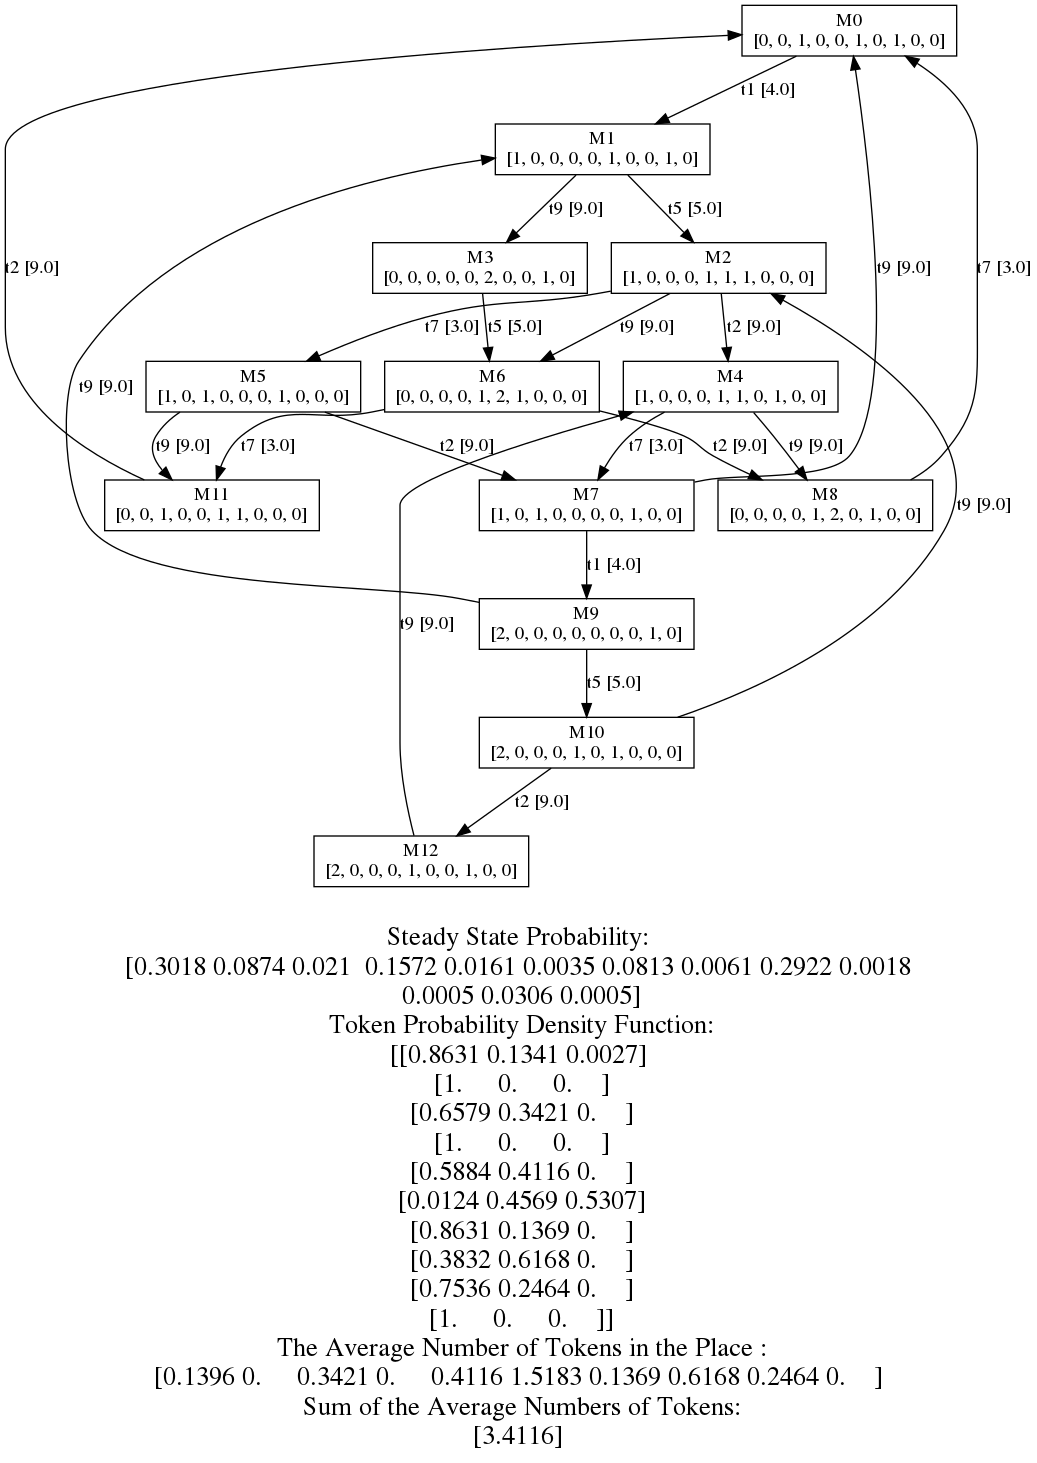 M0
[0, 0, 1, 0, 0, 1, 0, 1, 0, 0]
t1 [4.0]
M1
[1, 0, 0, 0, 0, 1, 0, 0, 1, 0]
t9 [9.0]
t5 [5.0]
M3
[0, 0, 0, 0, 0, 2, 0, 0, 1, 0]
M2
[1, 0, 0, 0, 1, 1, 1, 0, 0, 0]
t2 [9.0]
t9 [9.0]
t7 [3.0]
t7 [3.0]
t5 [5.0]
t9 [9.0]
t2 [9.0]
M5
[1, 0, 1, 0, 0, 0, 1, 0, 0, 0]
M6
[0, 0, 0, 0, 1, 2, 1, 0, 0, 0]
M4
[1, 0, 0, 0, 1, 1, 0, 1, 0, 0]
t9 [9.0]
t9 [9.0]
t7 [3.0]
t2 [9.0]
t7 [3.0]
t2 [9.0]
t9 [9.0]
M11
[0, 0, 1, 0, 0, 1, 1, 0, 0, 0]
M7
[1, 0, 1, 0, 0, 0, 0, 1, 0, 0]
M8
[0, 0, 0, 0, 1, 2, 0, 1, 0, 0]
t9 [9.0]
t1 [4.0]
M9
[2, 0, 0, 0, 0, 0, 0, 0, 1, 0]
t9 [9.0]
t5 [5.0]
M10
[2, 0, 0, 0, 1, 0, 1, 0, 0, 0]
t2 [9.0]
M12
[2, 0, 0, 0, 1, 0, 0, 1, 0, 0]
Steady State Probability:
[0.3018 0.0874 0.021  0.1572 0.0161 0.0035 0.0813 0.0061 0.2922 0.0018
0.0005 0.0306 0.0005]
Token Probability Density Function:
[[0.8631 0.1341 0.0027]
[1. 0. 0. ]
[0.6579 0.3421 0. ]
[1. 0. 0. ]
[0.5884 0.4116 0. ]
[0.0124 0.4569 0.5307]
[0.8631 0.1369 0. ]
[0.3832 0.6168 0. ]
[0.7536 0.2464 0. ]
[1. 0. 0. ]]
The Average Number of Tokens in the Place :
[0.1396 0. 0.3421 0. 0.4116 1.5183 0.1369 0.6168 0.2464 0. ]
Sum of the Average Numbers of Tokens:
[3.4116]